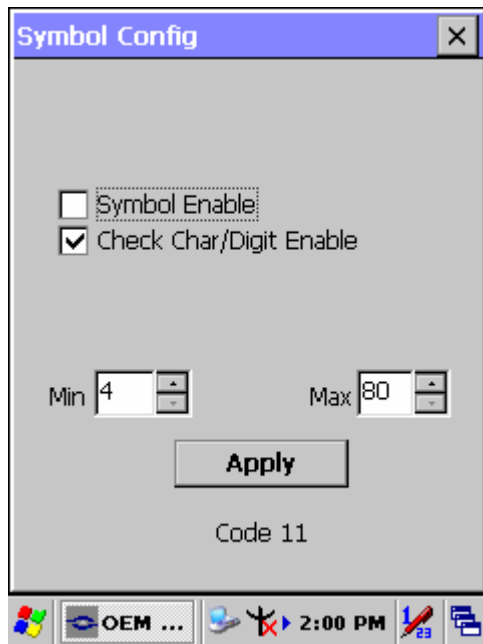 Symbol Config
Symbol Enable
Check Char/Digit Enable
Min 4 Max 80
Apply
Code 11
OEM ... 2:00 PM